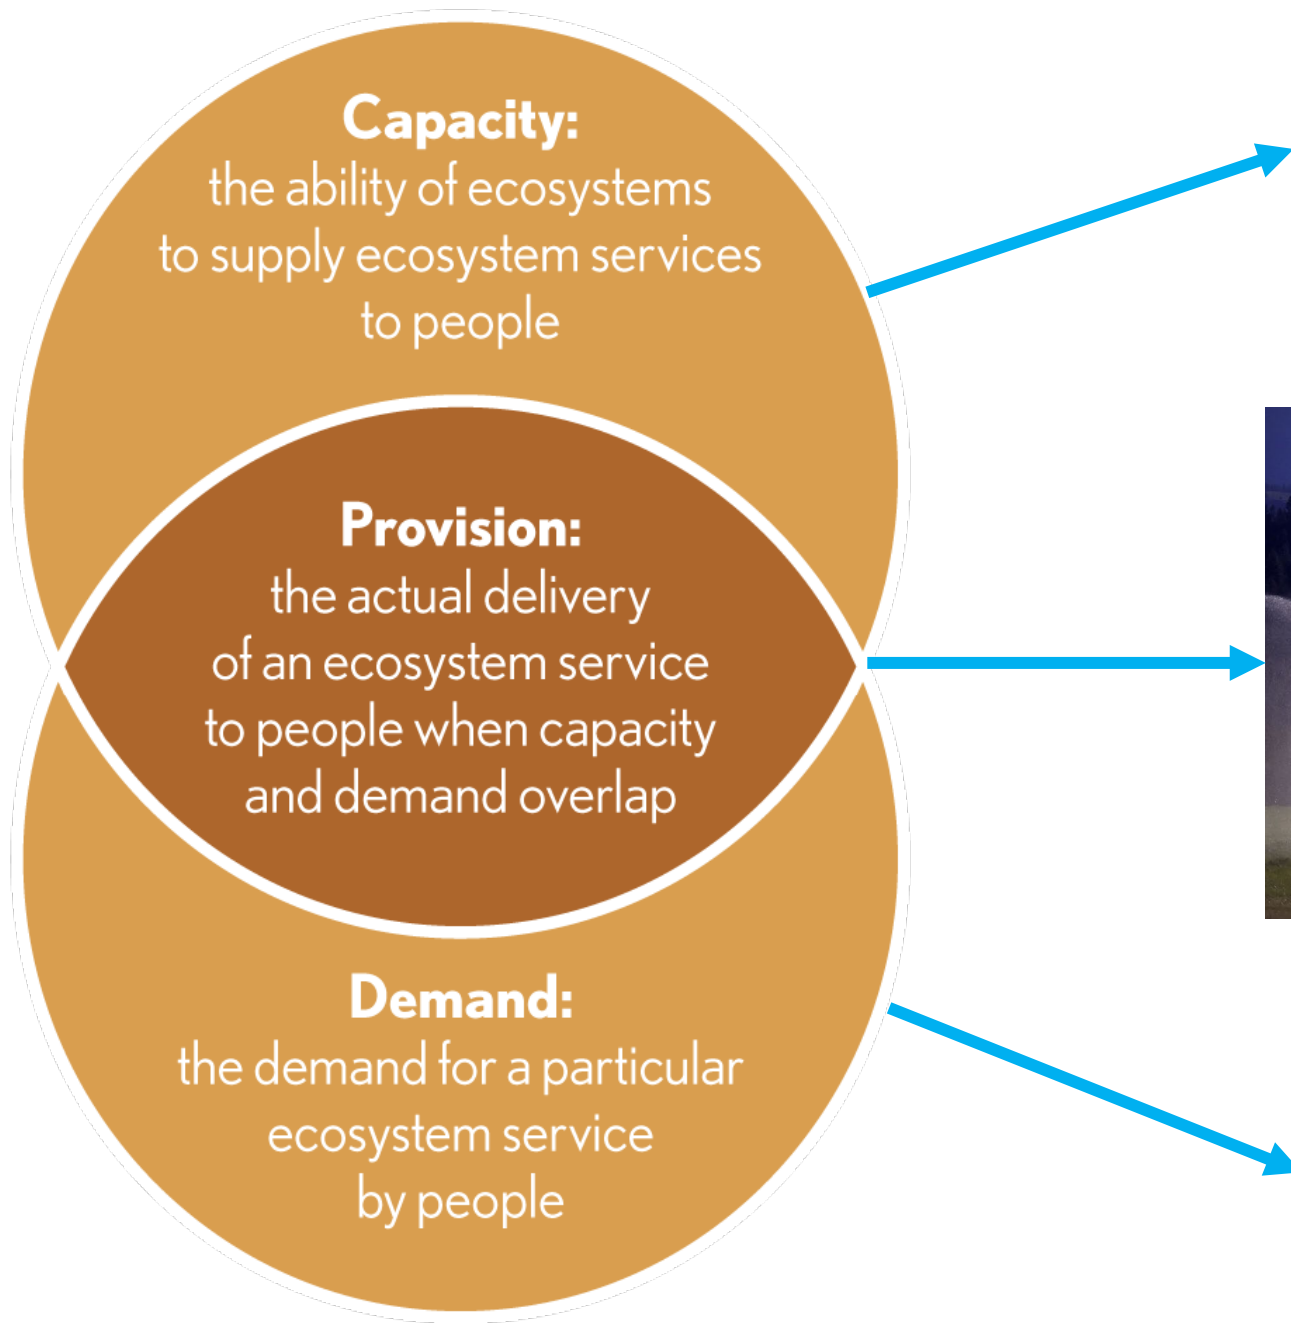 Capacity:
the ability of ecosystems
to supply ecosystem services
to people
Provision:
the actual delivery
of an ecosystem service
to people when capacity
and demand overlap
Demand:
the demand for a particular
ecosystem service
by people